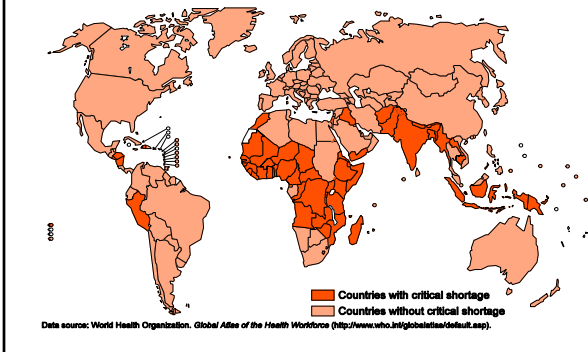 Countries with critical shortage
Countries without critical shortage
Data source: World Health Organization. Global Atlas of the Health Workforce (http://www.who.int/globalatlas/default.asp).